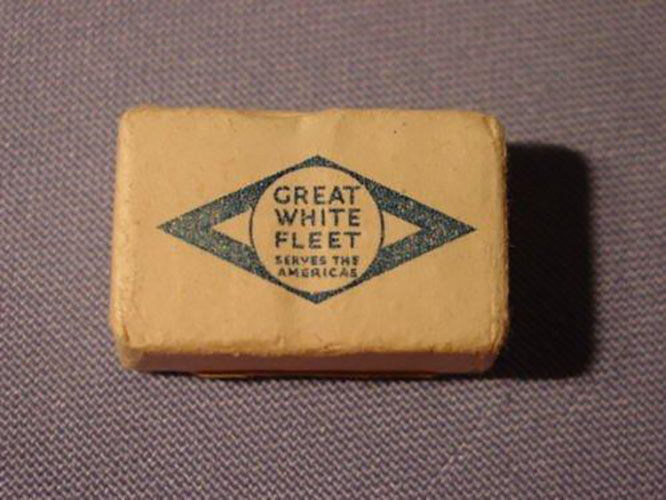 GREAT
WHITE
FLEET
SERVES THE
AMERICAS